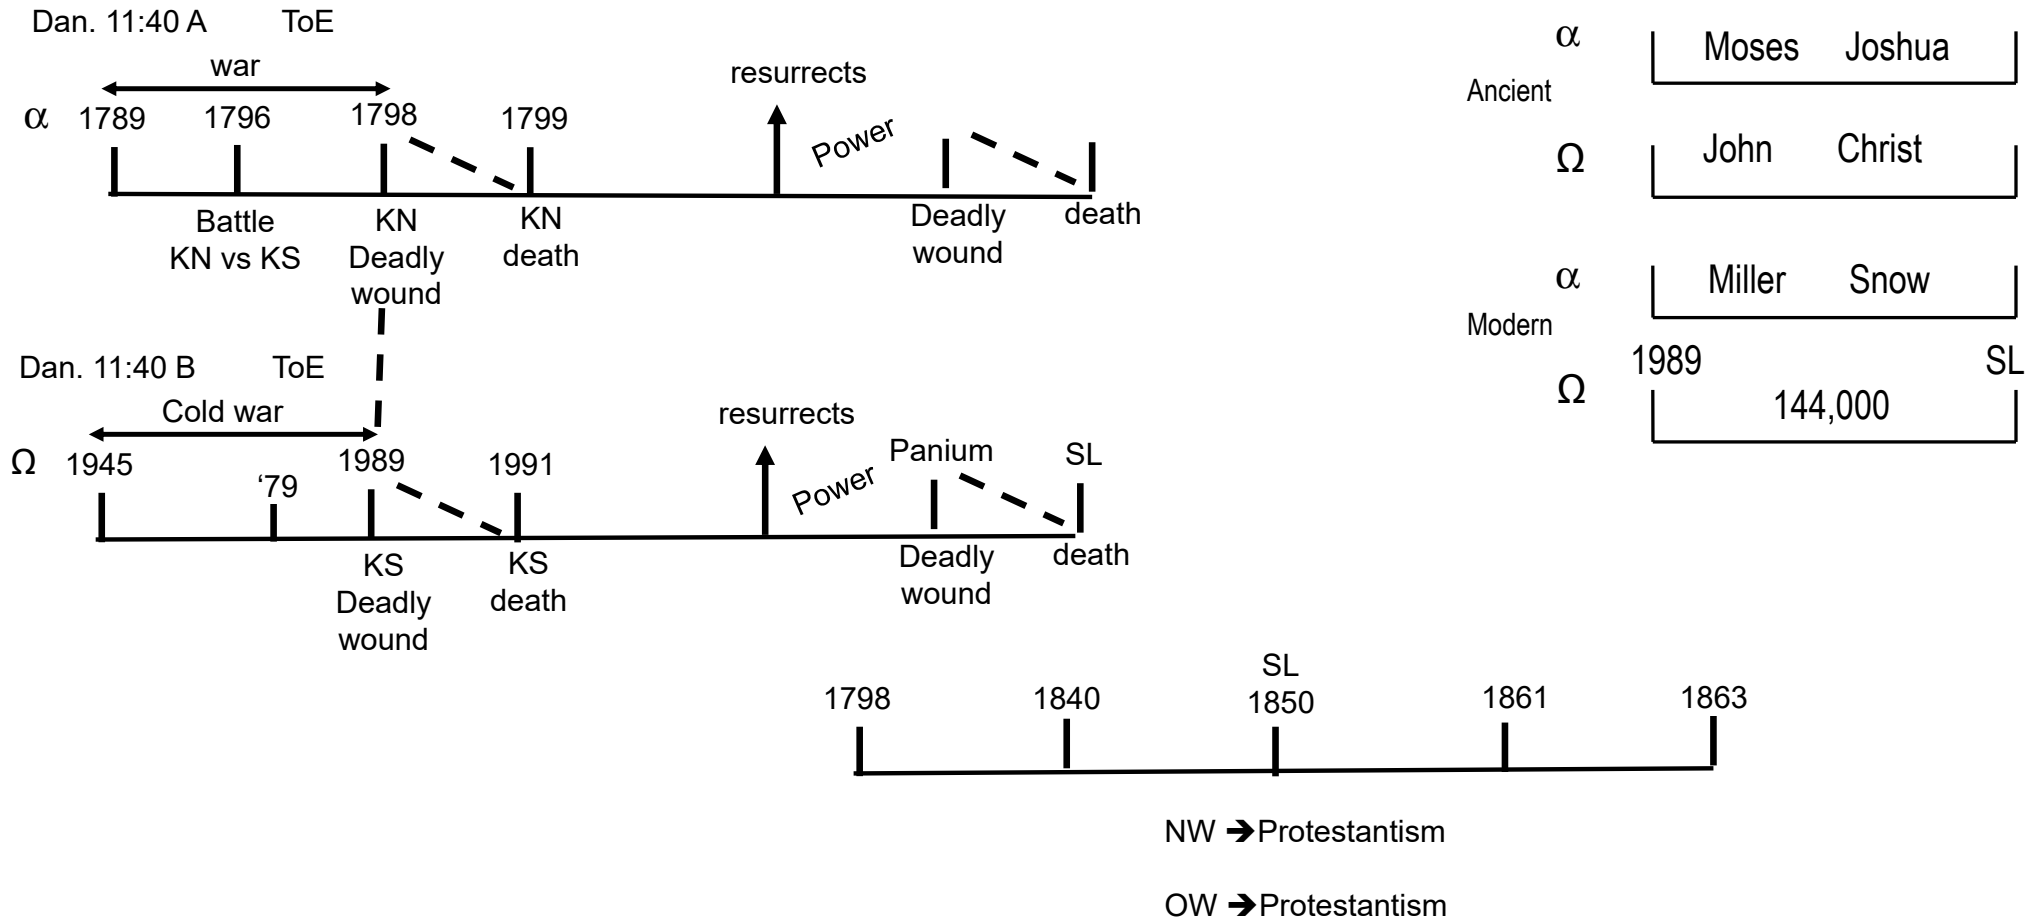 Dan. 11:40 A ToE
war
α 1789 1796 1798 1799
resurrects
Power
Battle
KN vs KS
KN
Deadly
wound
KN
death
Deadly
wound
death
Dan. 11:40 B ToE
Cold war
Ω 1945 ‘79 1989 1991
resurrects
Power
Panium
SL
KS
Deadly
wound
KS
death
Deadly
wound
death
α Moses Joshua
Ancient
Ω John Christ
α Miller Snow
Modern
1989 SL
Ω 144,000
SL
1798 1840 1850 1861 1863
NW ➔Protestantism
OW ➔Protestantism